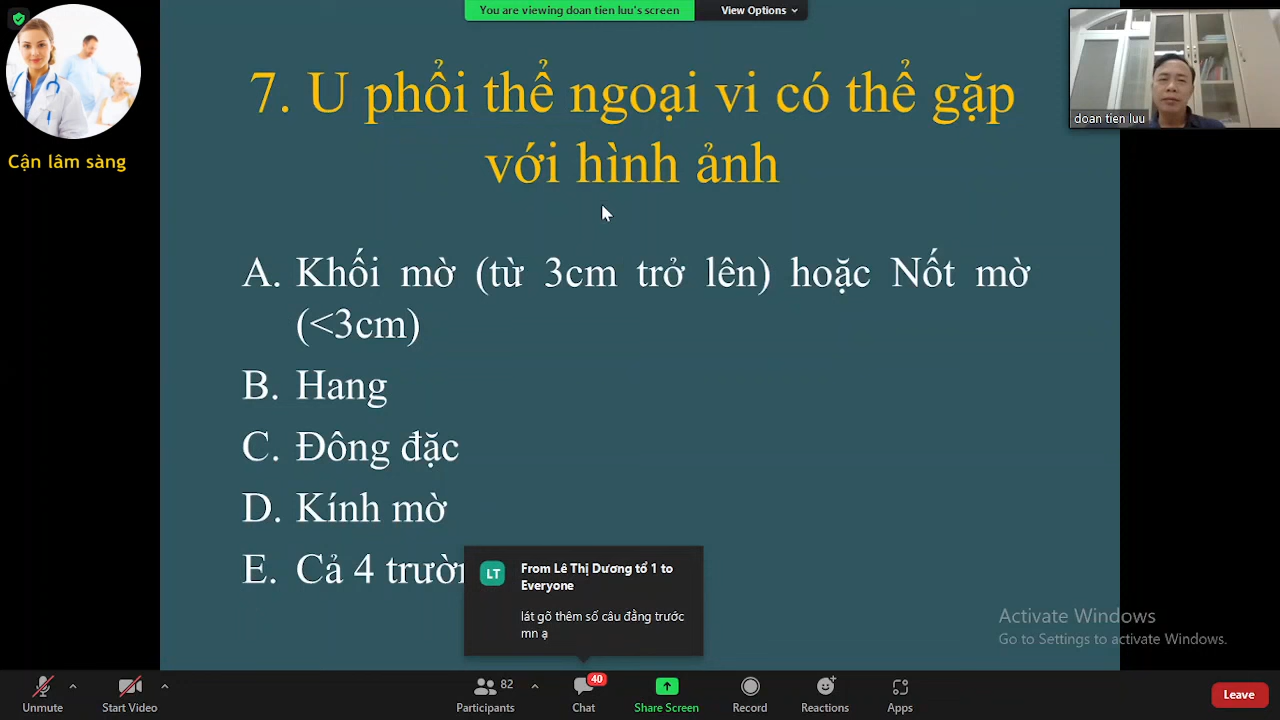 You are viewing doan tien luu's screen
View Options
Cận lâm sàng
doan tien luu
7. U phổi thể ngoại vi có thể gặp
với hình ảnh
A. Khối mờ (từ 3cm trở lên) hoặc Nốt mờ
(<3cm)
B. Hang
C. Đông đặc
D. Kính mờ
E. Cả 4
LT
From Lê Thị Dương tổ 1 to
Everyone
lát gõ thêm số câu đằng trước
mn ạ
Activate Windows
Go to Settings to activate Windows.
Unmute
Start Video
82
Participants
40
Chat
Share Screen
Record
Reactions
Apps
Leave